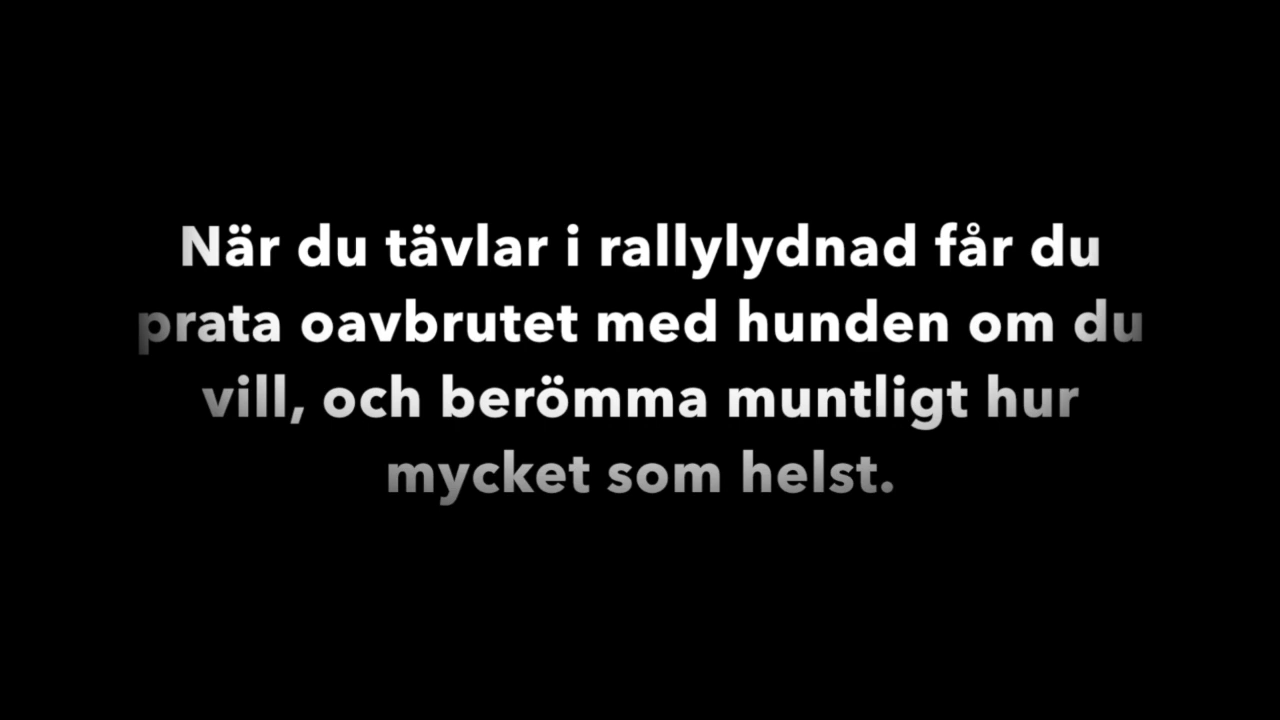 När du tävlar i rallylydnad får du
prata oavbrutet med hunden om du
vill, och berömma muntligt hur
mycket som helst.